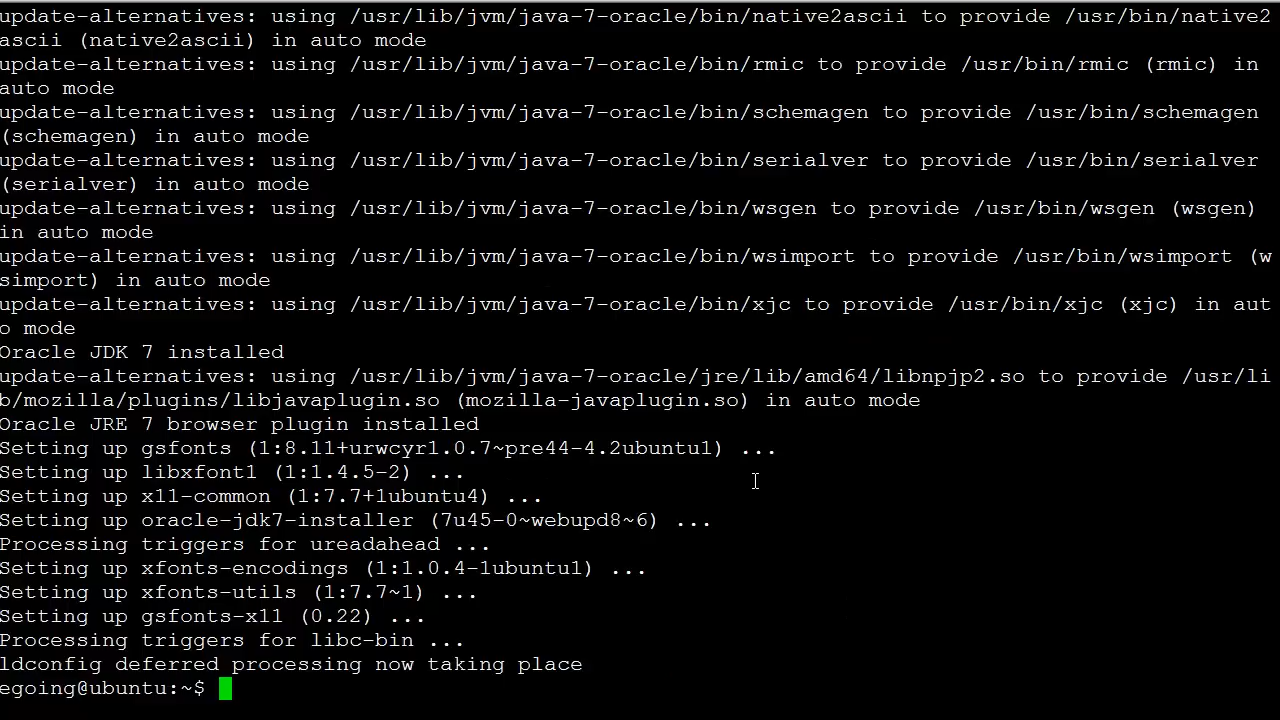 update-alternatives: using /usr/lib/jvm/java-7-oracle/bin/native2ascii to provide /usr/bin/native2
ascii (native2ascii) in auto mode
update-alternatives: using /usr/lib/jvm/java-7-oracle/bin/rmic to provide /usr/bin/rmic (rmic) in
auto mode
update-alternatives: using /usr/lib/jvm/java-7-oracle/bin/schemagen to provide /usr/bin/schemagen
(schemagen) in auto mode
update-alternatives: using /usr/lib/jvm/java-7-oracle/bin/serialver to provide /usr/bin/serialver
(serialver) in auto mode
update-alternatives: using /usr/lib/jvm/java-7-oracle/bin/wsgen to provide /usr/bin/wsgen (wsgen)
in auto mode
update-alternatives: using /usr/lib/jvm/java-7-oracle/bin/wsimport to provide /usr/bin/wsimport (w
simport) in auto mode
update-alternatives: using /usr/lib/jvm/java-7-oracle/bin/xjc to provide /usr/bin/xjc (xjc) in aut
o mode
Oracle JDK 7 installed
update-alternatives: using /usr/lib/jvm/java-7-oracle/jre/lib/amd64/libnpjp2.so to provide /usr/li
b/mozilla/plugins/libjavaplugin.so (mozilla-javaplugin.so) in auto mode
Oracle JRE 7 browser plugin installed
Setting up gsfonts (1:8.11+urwcyr1.0.7~pre44-4.2ubuntu1) ...
Setting up libxfont1 (1:1.4.5-2) ...
Setting up x11-common (1:7.7+1ubuntu4) ...
Setting up oracle-jdk7-installer (7u45-0~webupd8~6) ...
Processing triggers for ureadahead ...
Setting up xfonts-encodings (1:1.0.4-1ubuntu1) ...
Setting up xfonts-utils (1:7.7~1) ...
Setting up gsfonts-x11 (0.22) ...
Processing triggers for libc-bin ...
ldconfig deferred processing now taking place
egoing@ubuntu:~$